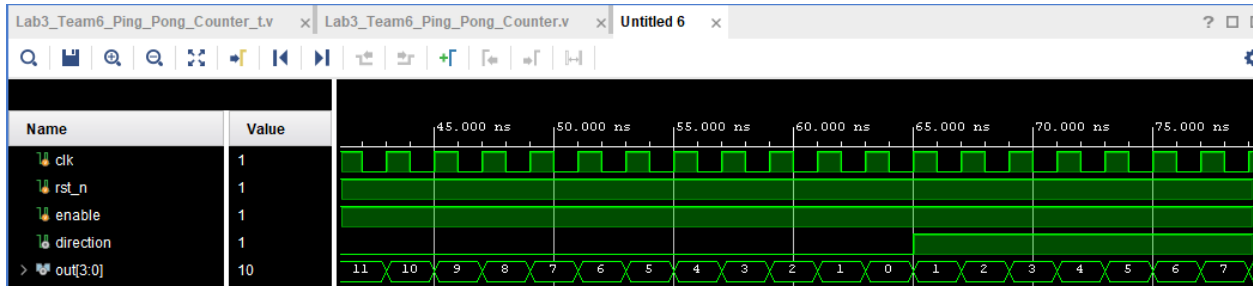 Lab3_Team6_Ping_Pong_Counter_t.v × Lab3_Team6_Ping_Pong_Counter.v × Untitled 6 × ?
Name Value
45.000 ns 50.000 ns 55.000 ns 60.000 ns 65.000 ns 70.000 ns 75.000 ns
clk 1
rst_n 1
enable 1
direction 1
out[3:0] 10 11 10 9 8 7 6 5 4 3 2 1 0 1 2 3 4 5 6 7